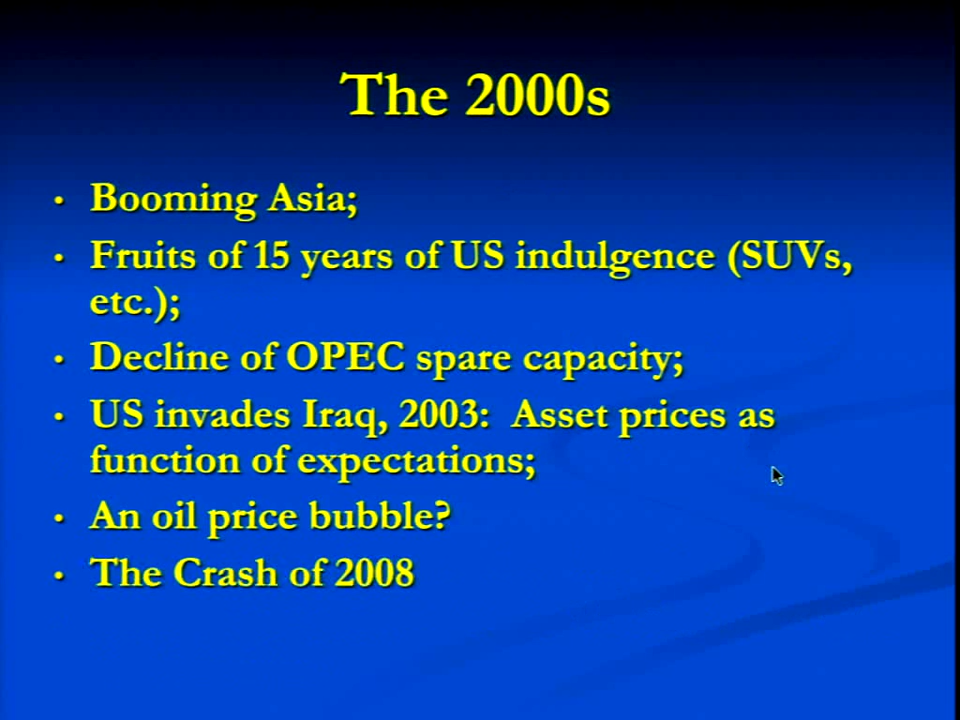 The 2000s
• Booming Asia;
• Fruits of 15 years of US indulgence (SUVs,
etc.);
• Decline of OPEC spare capacity;
• US invades Iraq, 2003:  Asset prices as
function of expectations;
• An oil price bubble?
• The Crash of 2008